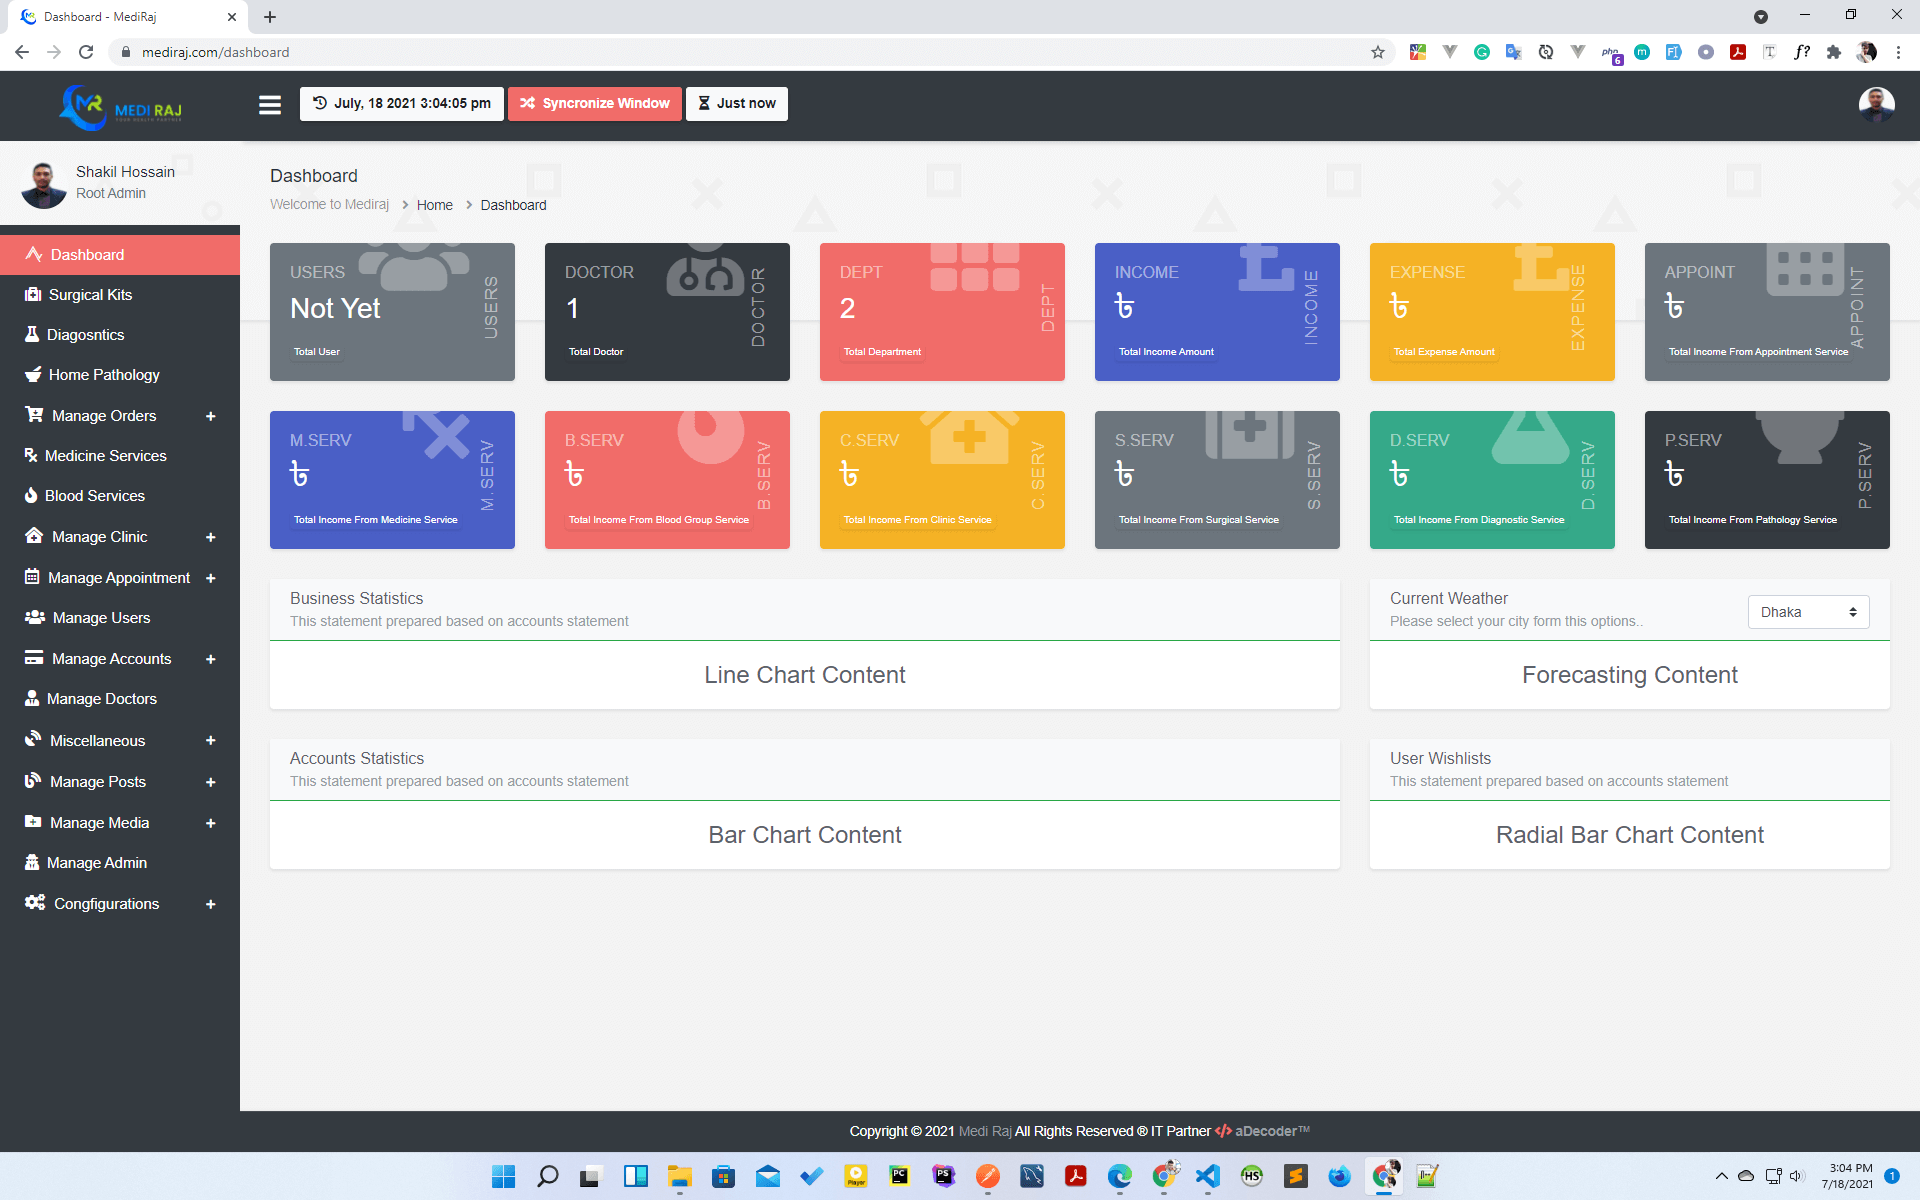 Dashboard - MediRaj
mediraj.com/dashboard
MEDI RAJ
July, 18 2021 3:04:05 pm
Syncronize Window
Just now
Shakil Hossain
Root Admin
Dashboard
Surgical Kits
Diagosntics
Home Pathology
Manage Orders
Medicine Services
Blood Services
Manage Clinic
Manage Appointment
Manage Users
Manage Accounts
Manage Doctors
Miscellaneous
Manage Posts
Manage Media
Manage Admin
Congfigurations
Dashboard
Welcome to Mediraj > Home > Dashboard
USERS
Not Yet
Total User
USERS
DOCTOR
1
Total Doctor
DOCTOR
DEPT
2
Total Department
DEPT
INCOME
৳
Total Income Amount
INCOME
EXPENSE
৳
Total Expense Amount
EXPENSE
APPOINT
৳
Total Income From Appointment Service
APPOINT
M.SERV
৳
Total Income From Medicine Service
M.SERV
B.SERV
৳
Total Income From Blood Group Service
B.SERV
C.SERV
৳
Total Income From Clinic Service
C.SERV
S.SERV
৳
Total Income From Surgical Service
S.SERV
D.SERV
৳
Total Income From Diagnostic Service
D.SERV
P.SERV
৳
Total Income From Pathology Service
P.SERV
Business Statistics
This statement prepared based on accounts statement
Line Chart Content
Current Weather
Please select your city form this options..
Dhaka
Forecasting Content
Accounts Statistics
This statement prepared based on accounts statement
Bar Chart Content
User Wishlists
This statement prepared based on accounts statement
Radial Bar Chart Content
Copyright © 2021 Medi Raj All Rights Reserved ® IT Partner </> aDecoder™
3:04 PM
7/18/2021
1